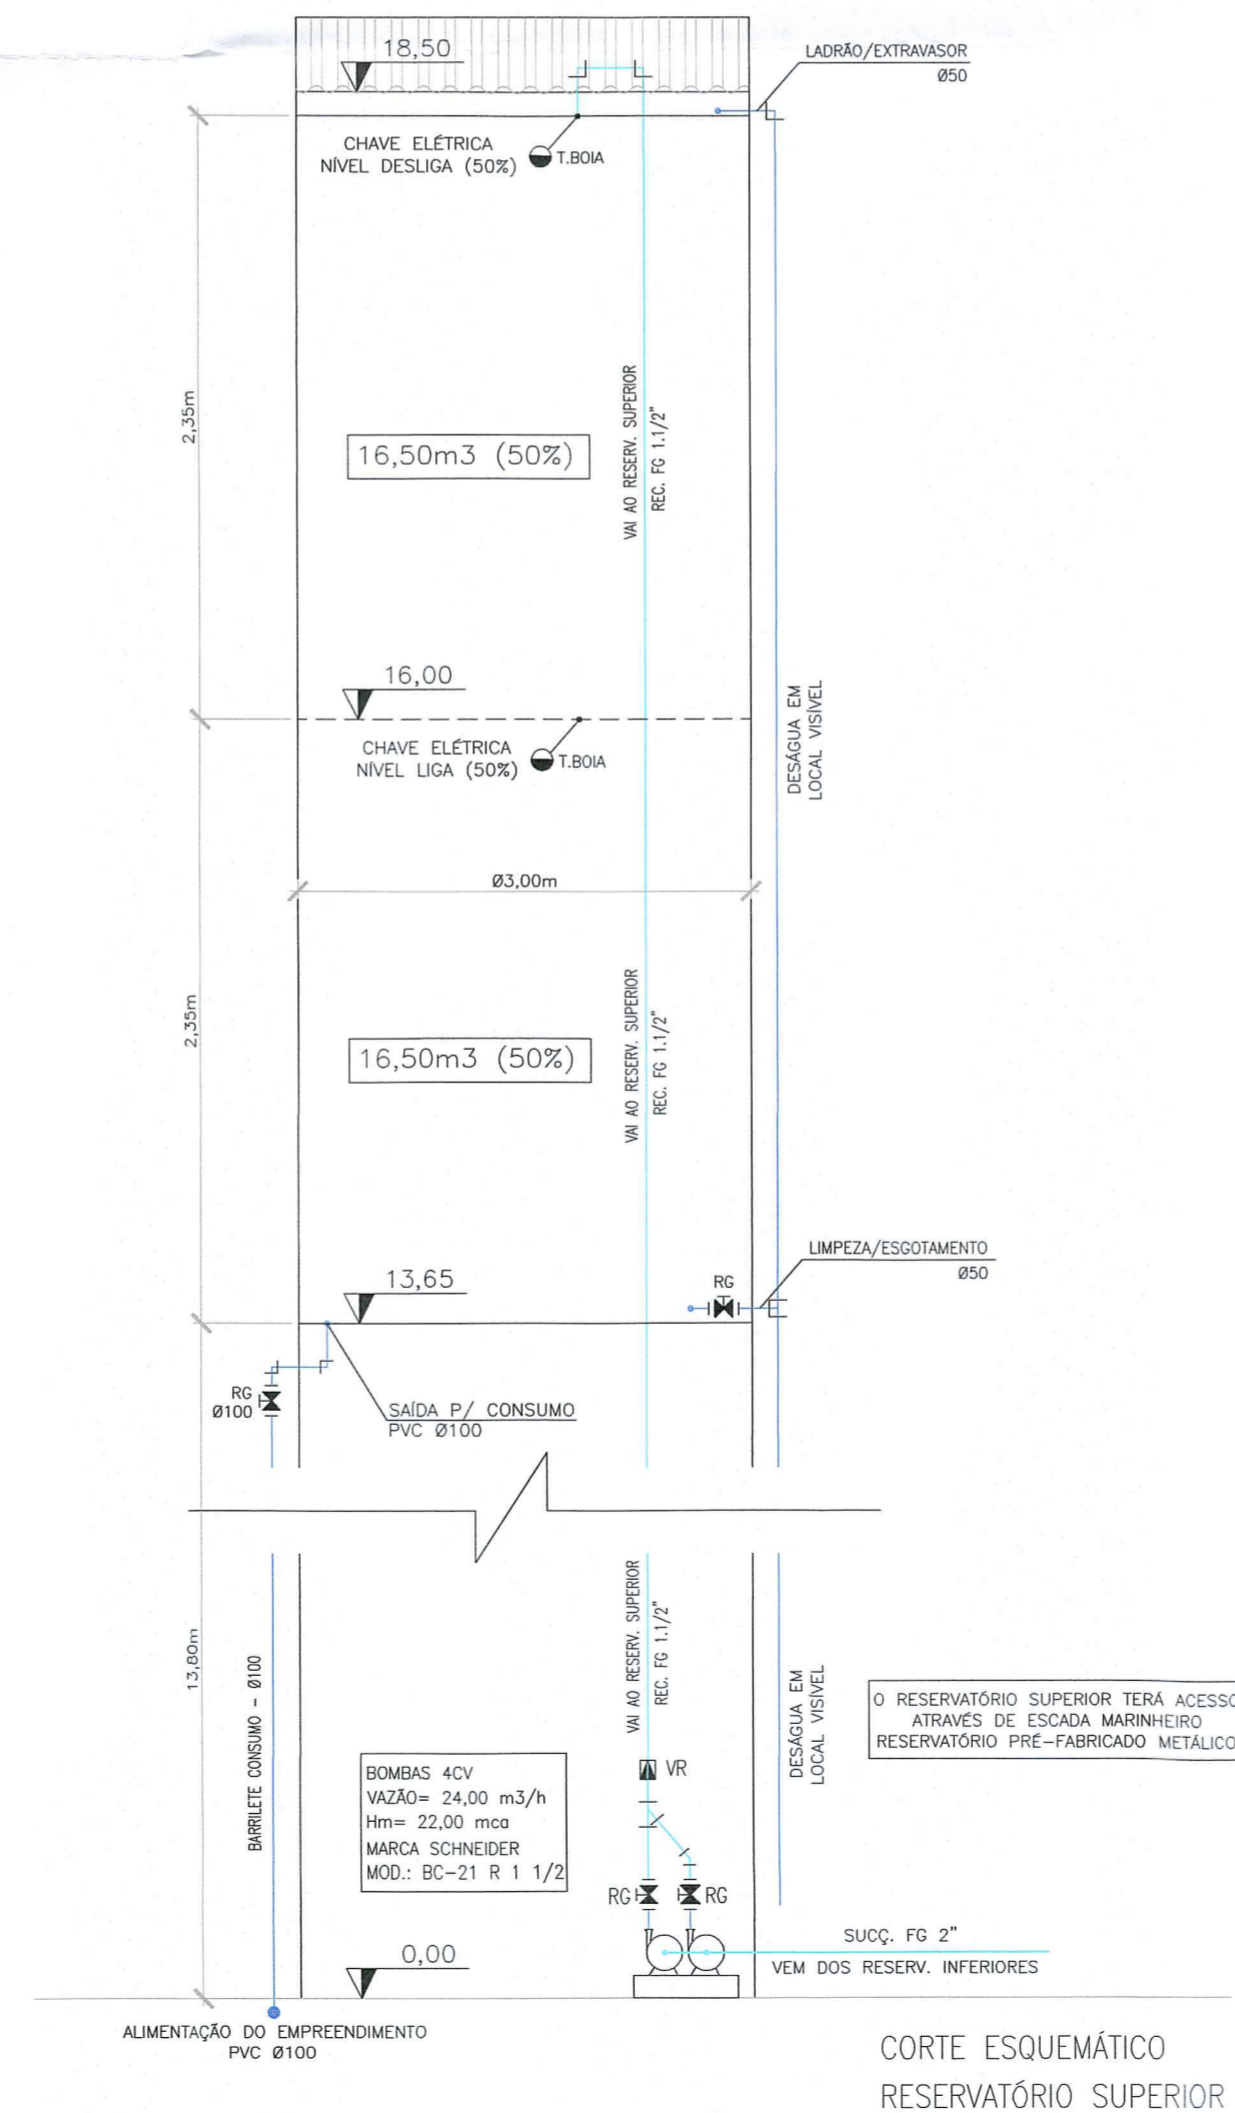 18,50
LADRÃO/EXTRAVASOR
Ø50
CHAVE ELÉTRICA
NÍVEL DESLIGA (50%)
T.BOIA
2,35m
16,50m3 (50%)
VAI AO RESERV. SUPERIOR
REC. FG 1.1/2"
16,00
CHAVE ELÉTRICA
NÍVEL LIGA (50%)
T.BOIA
DESÁGUA EM
LOCAL VISÍVEL
Ø3,00m
2,35m
16,50m3 (50%)
VAI AO RESERV. SUPERIOR
REC. FG 1.1/2"
LIMPEZA/ESGOTAMENTO
Ø50
13,65
RG
RG
Ø100
SAÍDA P/ CONSUMO
PVC Ø100
13,80m
BARRILETE CONSUMO - Ø100
VAI AO RESERV. SUPERIOR
REC. FG 1.1/2"
DESÁGUA EM
LOCAL VISÍVEL
O RESERVATÓRIO SUPERIOR TERÁ ACESSO
ATRAVÉS DE ESCADA MARINHEIRO
RESERVATÓRIO PRÉ-FABRICADO METÁLICO
BOMBAS 4CV
VAZÃO= 24,00 m3/h
Hm= 22,00 mca
MARCA SCHNEIDER
MOD.: BC-21 R 1 1/2
VR
RG
RG
SUCÇ. FG 2"
VEM DOS RESERV. INFERIORES
0,00
ALIMENTAÇÃO DO EMPREENDIMENTO
PVC Ø100
CORTE ESQUEMÁTICO
RESERVATÓRIO SUPERIOR